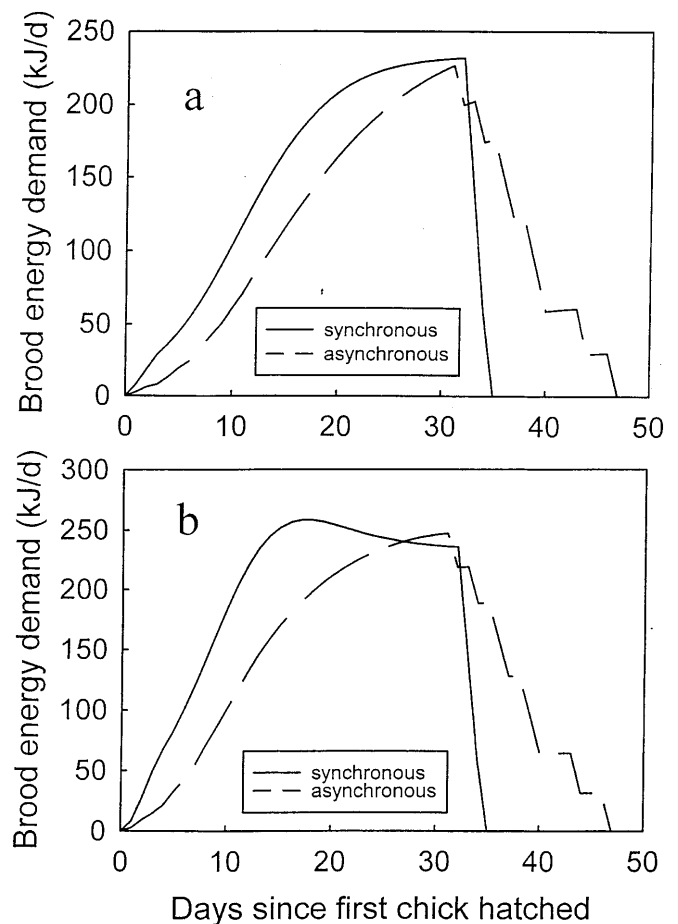 Brood energy demand (kJ/d)
250
200
150
100
50
0
a
synchronous
asynchronous
0 10 20 30 40 50
Brood energy demand (kJ/d)
300
250
200
150
100
50
0
b
synchronous
asynchronous
0 10 20 30 40 50
Days since first chick hatched